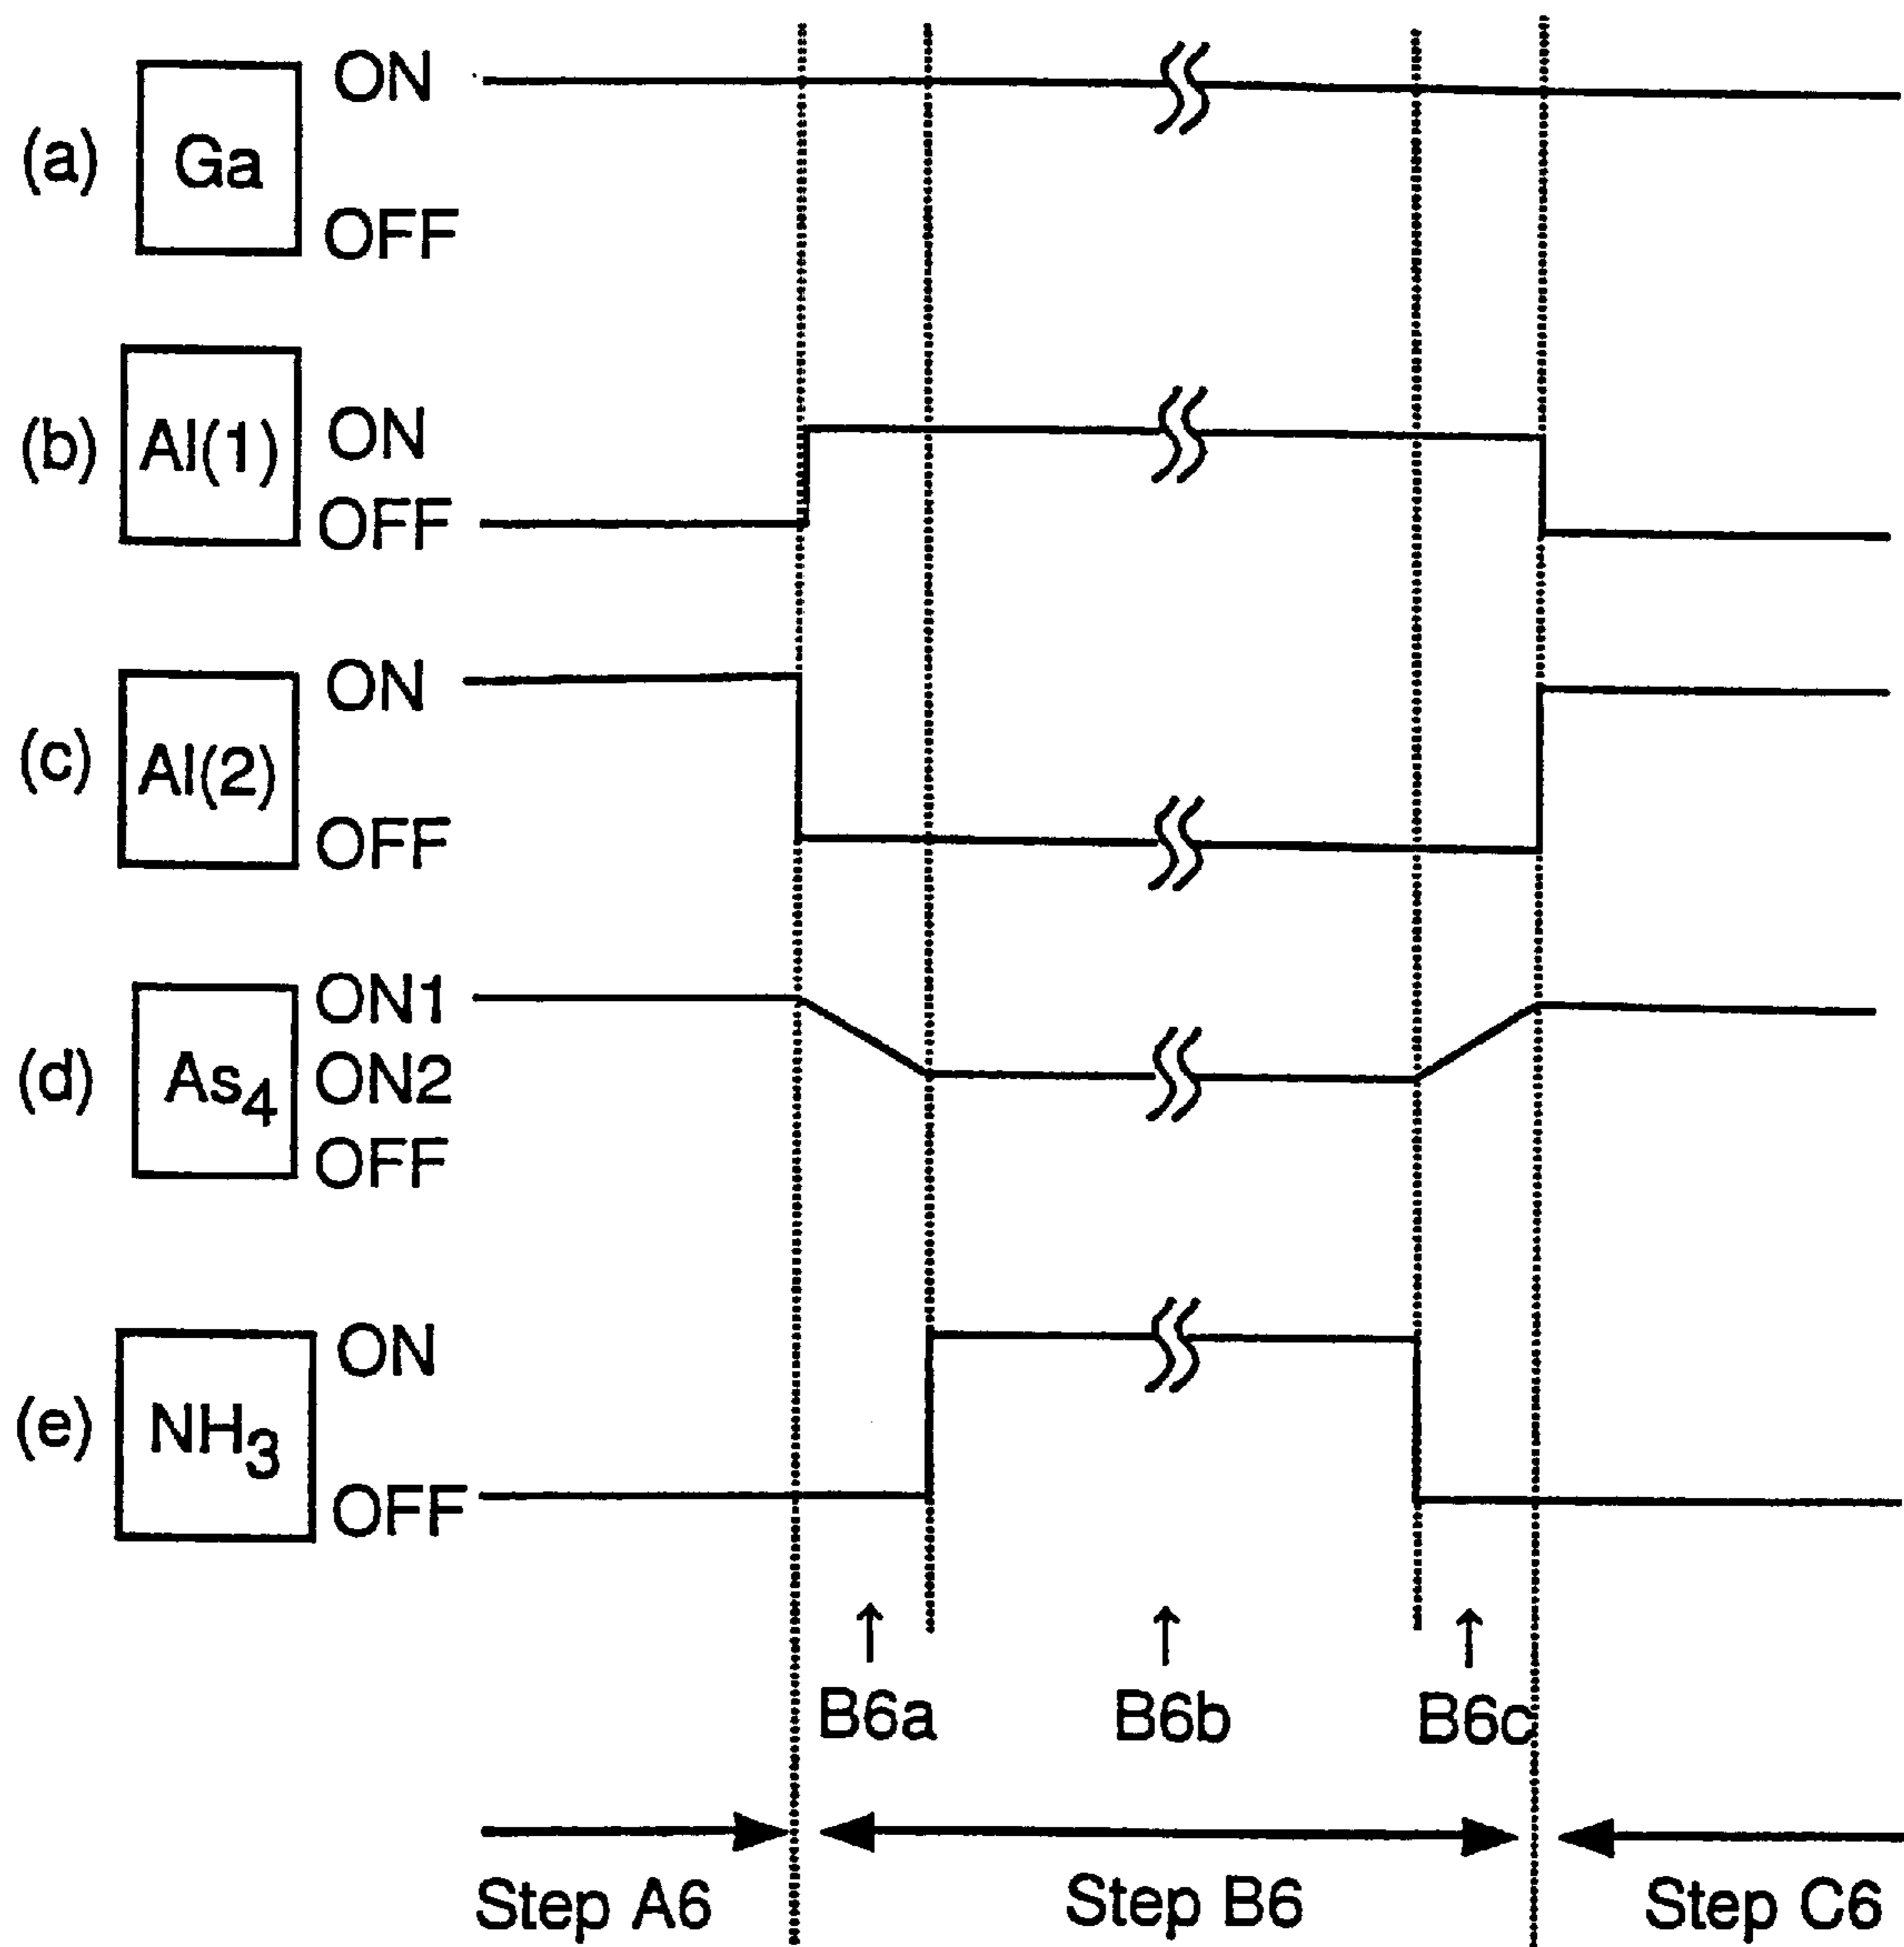 (a) Ga ON
OFF
(b) Al(1) ON
OFF
(c) Al(2) ON
OFF
(d) As4 ON1
ON2
OFF
(e) NH3 ON
OFF
↑ ↑ ↑
B6a B6b B6c
Step A6 Step B6 Step C6